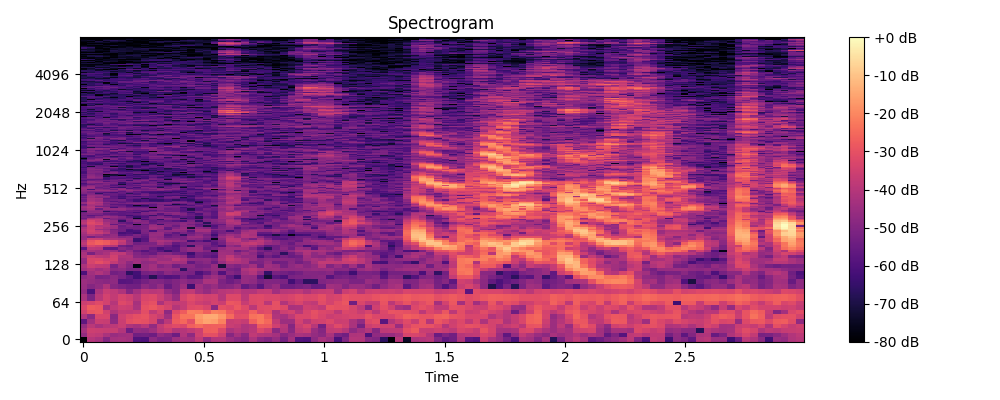 Spectrogram
Hz
4096
2048
1024
512
256
128
64
0
0
0.5
1
1.5
2
2.5
Time
+0 dB
-10 dB
-20 dB
-30 dB
-40 dB
-50 dB
-60 dB
-70 dB
-80 dB